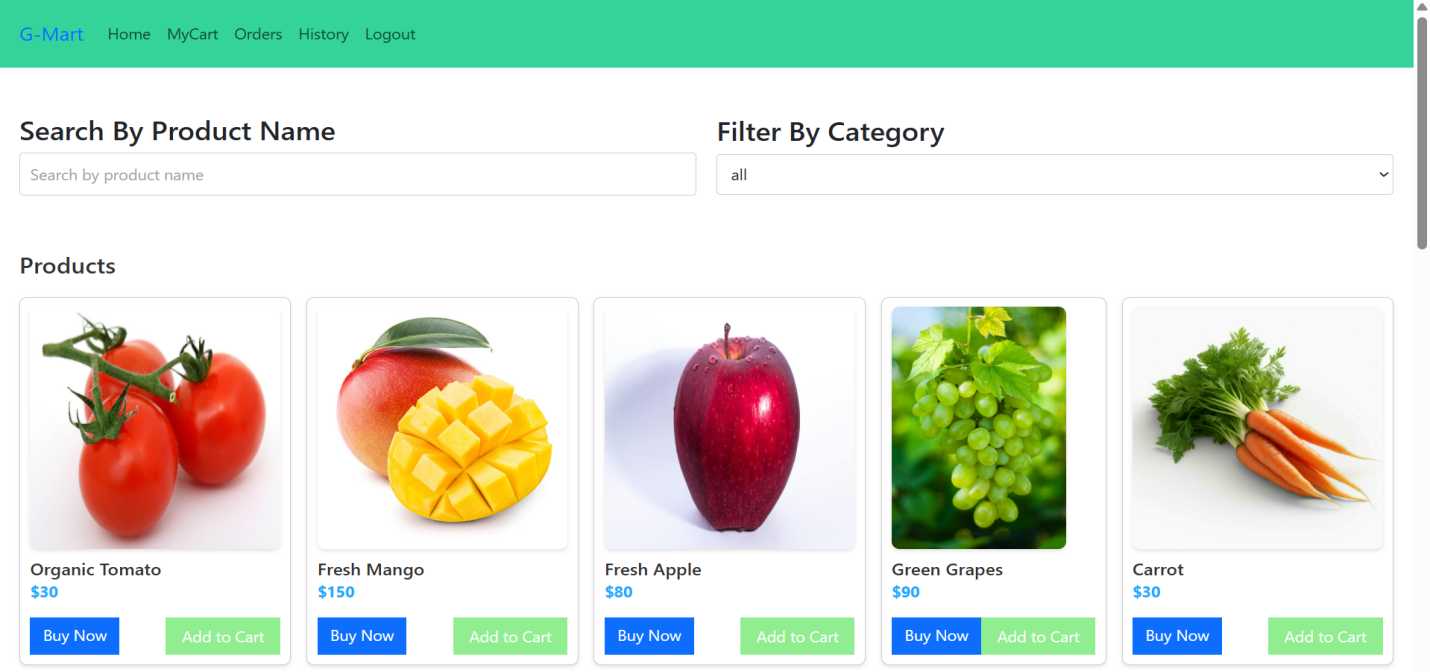 G-Mart Home MyCart Orders History Logout
Search By Product Name
Search by product name
Filter By Category
all
Products
Organic Tomato
$30
Buy Now Add to Cart
Fresh Mango
$150
Buy Now Add to Cart
Fresh Apple
$80
Buy Now Add to Cart
Green Grapes
$90
Buy Now Add to Cart
Carrot
$30
Buy Now Add to Cart